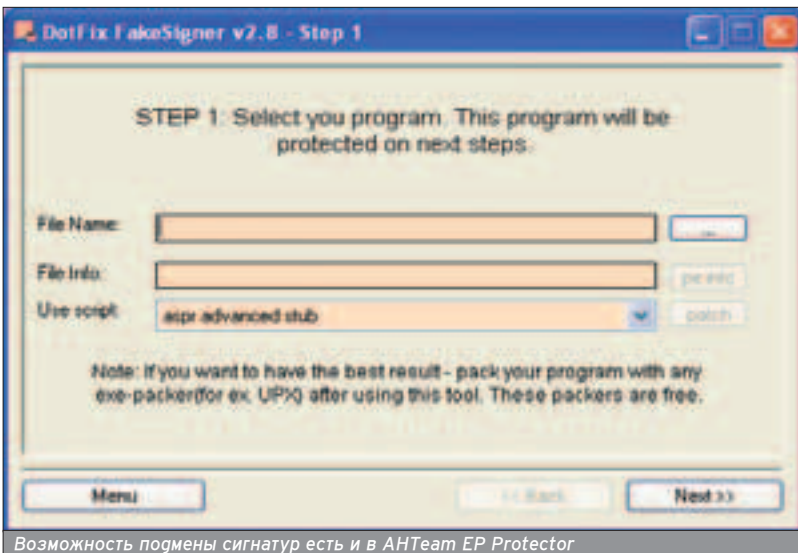 DotFix FakeSigner v2.8 - Step 1
STEP 1: Select you program. This program will be
protected on next steps.
File Name:
...
File Info:
pe info
Use script:
aspr advanced stub
patch
Note: if you want to have the best result - pack your program with any
exe-packer(for ex. UPX) after using this tool. These packers are free.
Menu
<< Back
Next >>
Возможность подмены сигнатур есть и в AHTeam EP Protector